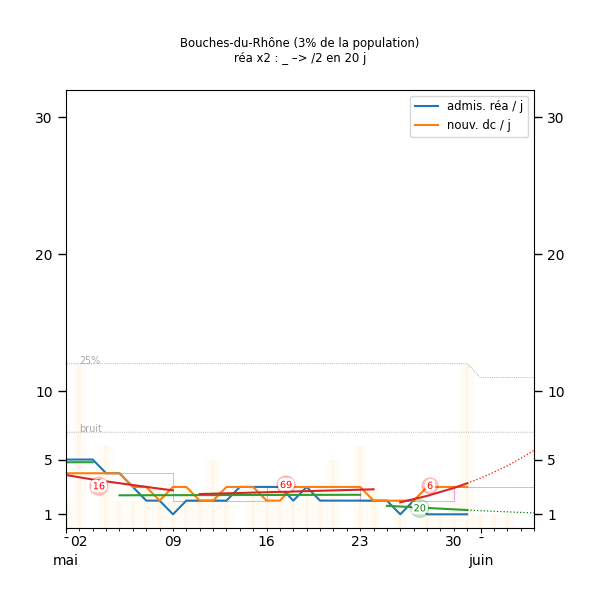 Bouches-du-Rhône (3% de la population)
réa x2 : _ –> /2 en 20 j
admis. réa / j
nouv. dc / j
30
30
20
20
10
10
5
5
1
1
25%
bruit
16
69
6
20
02
09
16
23
30
mai
juin